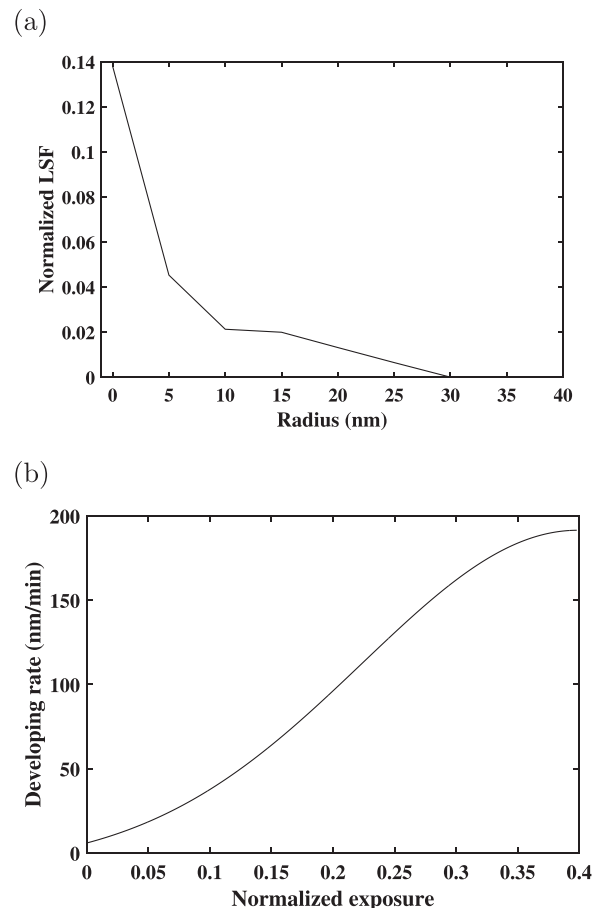 (a)
Normalized LSF
0.14
0.12
0.1
0.08
0.06
0.04
0.02
0
0 5 10 15 20 25 30 35 40
Radius (nm)
(b)
Developing rate (nm/min)
200
150
100
50
0
0 0.05 0.1 0.15 0.2 0.25 0.3 0.35 0.4
Normalized exposure